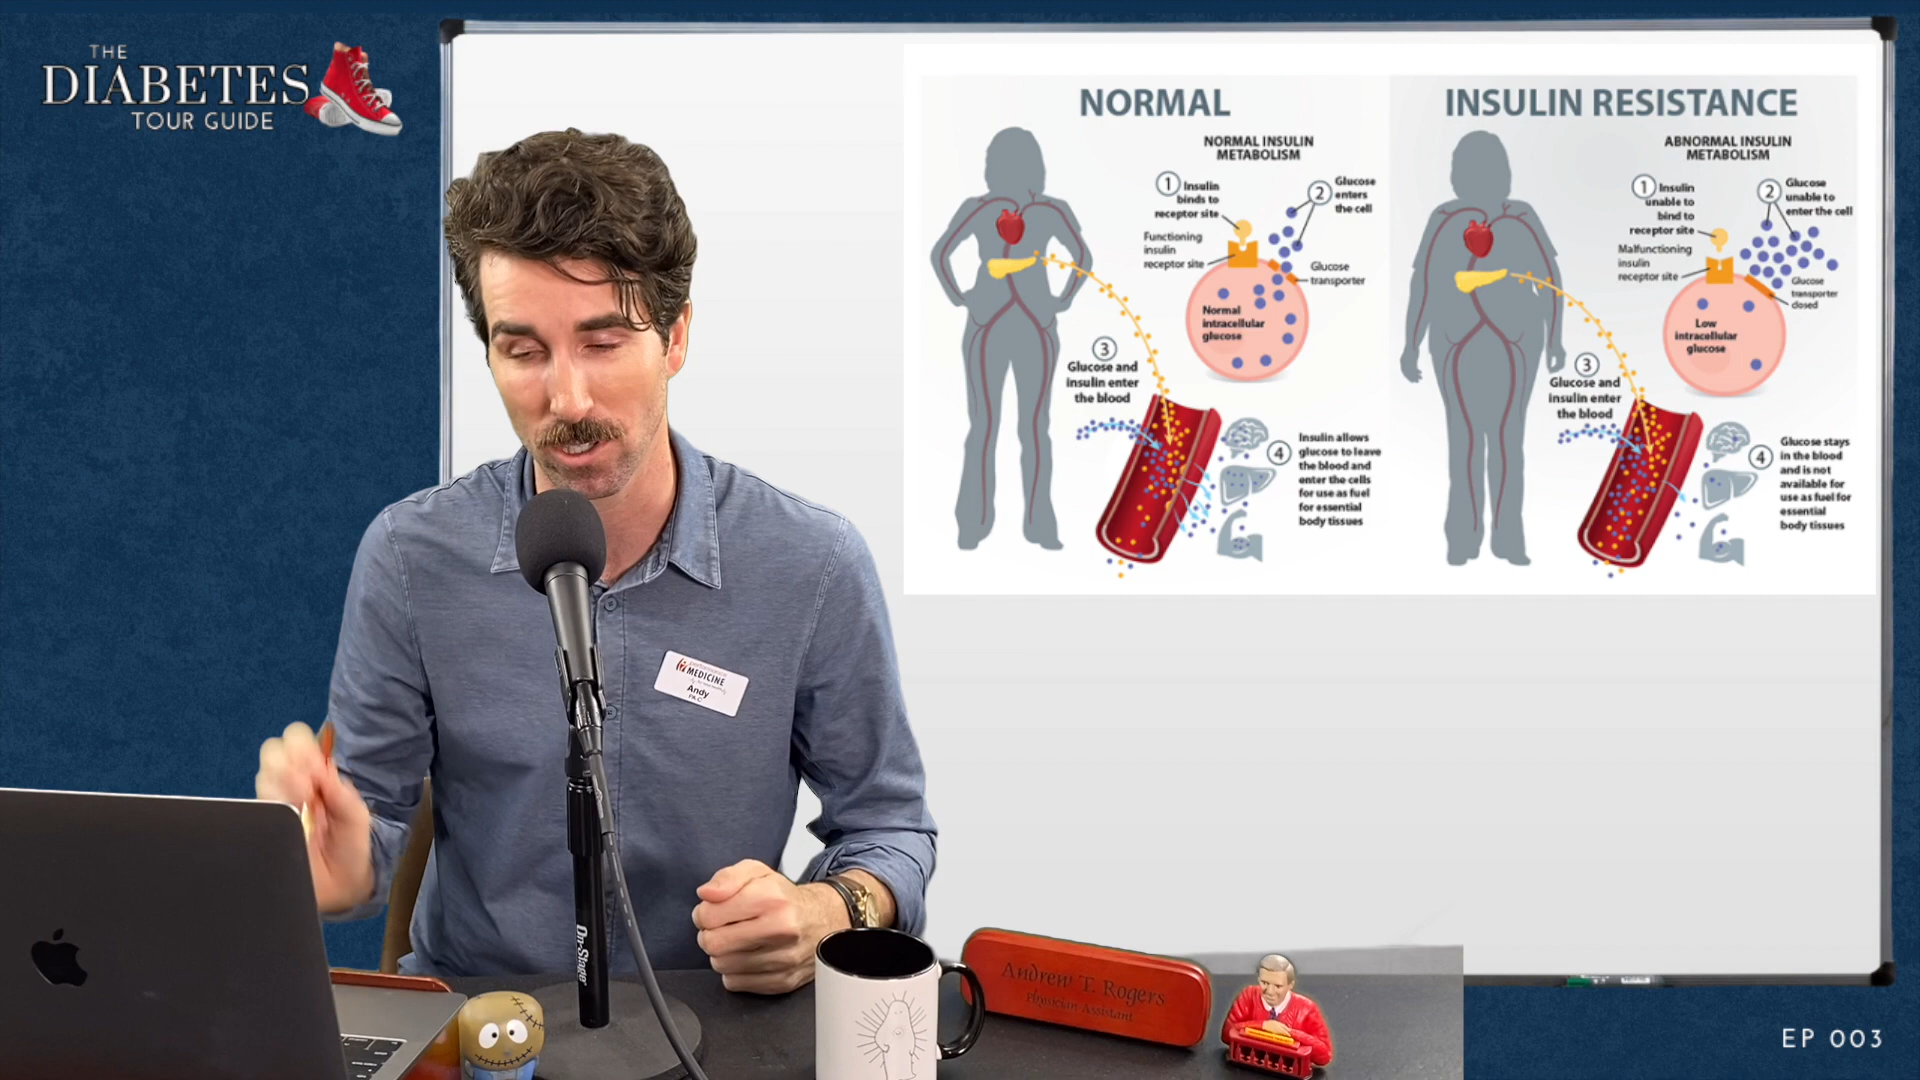 THE
DIABETES
TOUR GUIDE
NORMAL
NORMAL INSULIN
METABOLISM
1 Insulin
binds to
receptor site
2 Glucose
enters
the cell
Functioning
insulin
receptor site
Glucose
transporter
Normal
intracellular
glucose
3
Glucose and
insulin enter
the blood
4 Insulin allows
glucose to leave
the blood and
enter the cells
for use as fuel
for essential
body tissues
INSULIN RESISTANCE
ABNORMAL INSULIN
METABOLISM
1 Insulin
unable to
bind to
receptor site
2 Glucose
unable to
enter the cell
Malfunctioning
insulin
receptor site
Glucose
transporter
closed
Low
intracellular
glucose
3
Glucose and
insulin enter
the blood
4 Glucose stays
in the blood
and is not
available for
use as fuel for
essential
body tissues
MEDICINE
Andy
PA-C
On-Stage
Andrew T. Rogers
Physician Assistant
EP 003